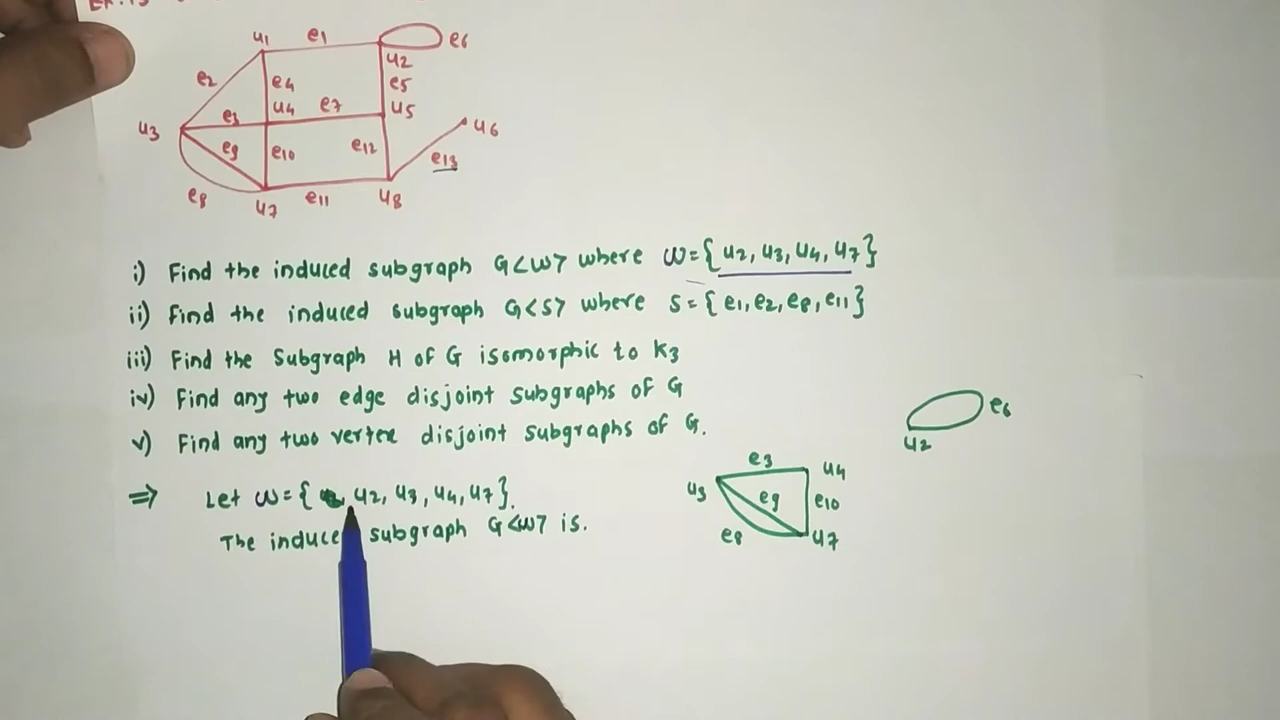 u1 e1 e6
u2
e2 e4 e5
u3 e3 u4 e7 u5
u6
e9 e10 e12
e13
e8 u7 e11 u8
i) Find the induced subgraph G<W> where W={u2, u3, u4, u7}
ii) Find the induced subgraph G<S> where S={e1, e2, e8, e11}
iii) Find the Subgraph H of G isomorphic to K3
iv) Find any two edge disjoint subgraphs of G
v) Find any two vertex disjoint subgraphs of G.
e6
u2
⇒ Let W={ u2, u3, u4, u7}.
The induced subgraph G<W> is.
e3 u4
u3 e9 e10
e8 u7